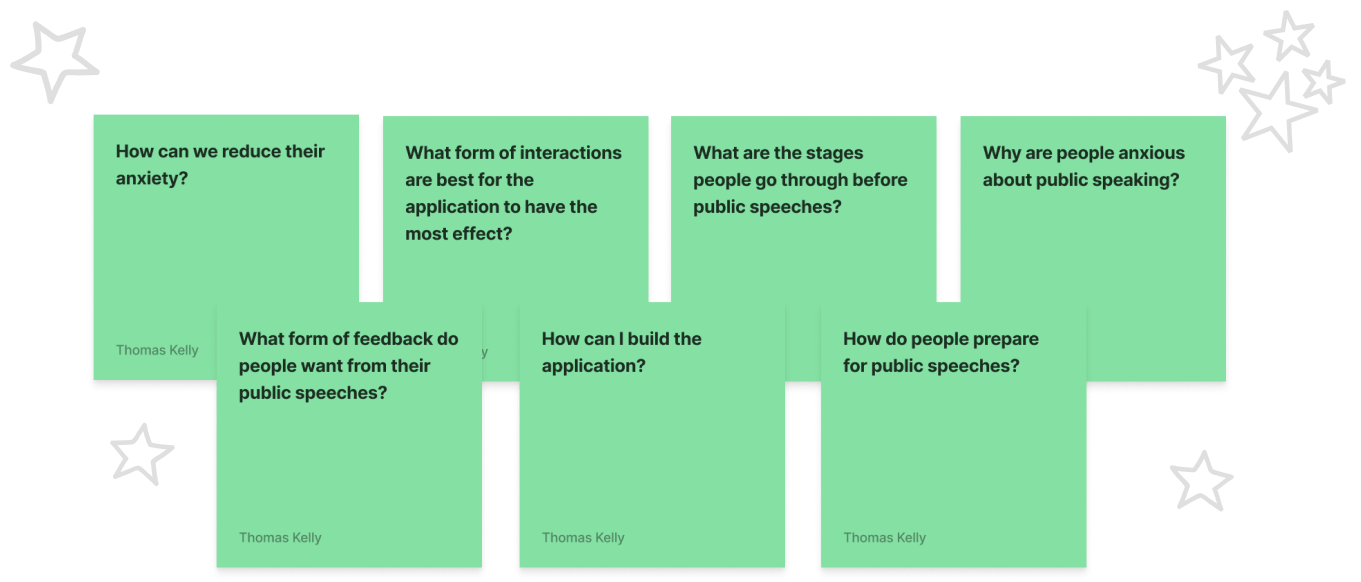 How can we reduce their
anxiety?
Thomas Kelly
What form of interactions
are best for the
application to have the
most effect?
y
What are the stages
people go through before
public speeches?
Why are people anxious
about public speaking?
What form of feedback do
people want from their
public speeches?
Thomas Kelly
How can I build the
application?
Thomas Kelly
How do people prepare
for public speeches?
Thomas Kelly